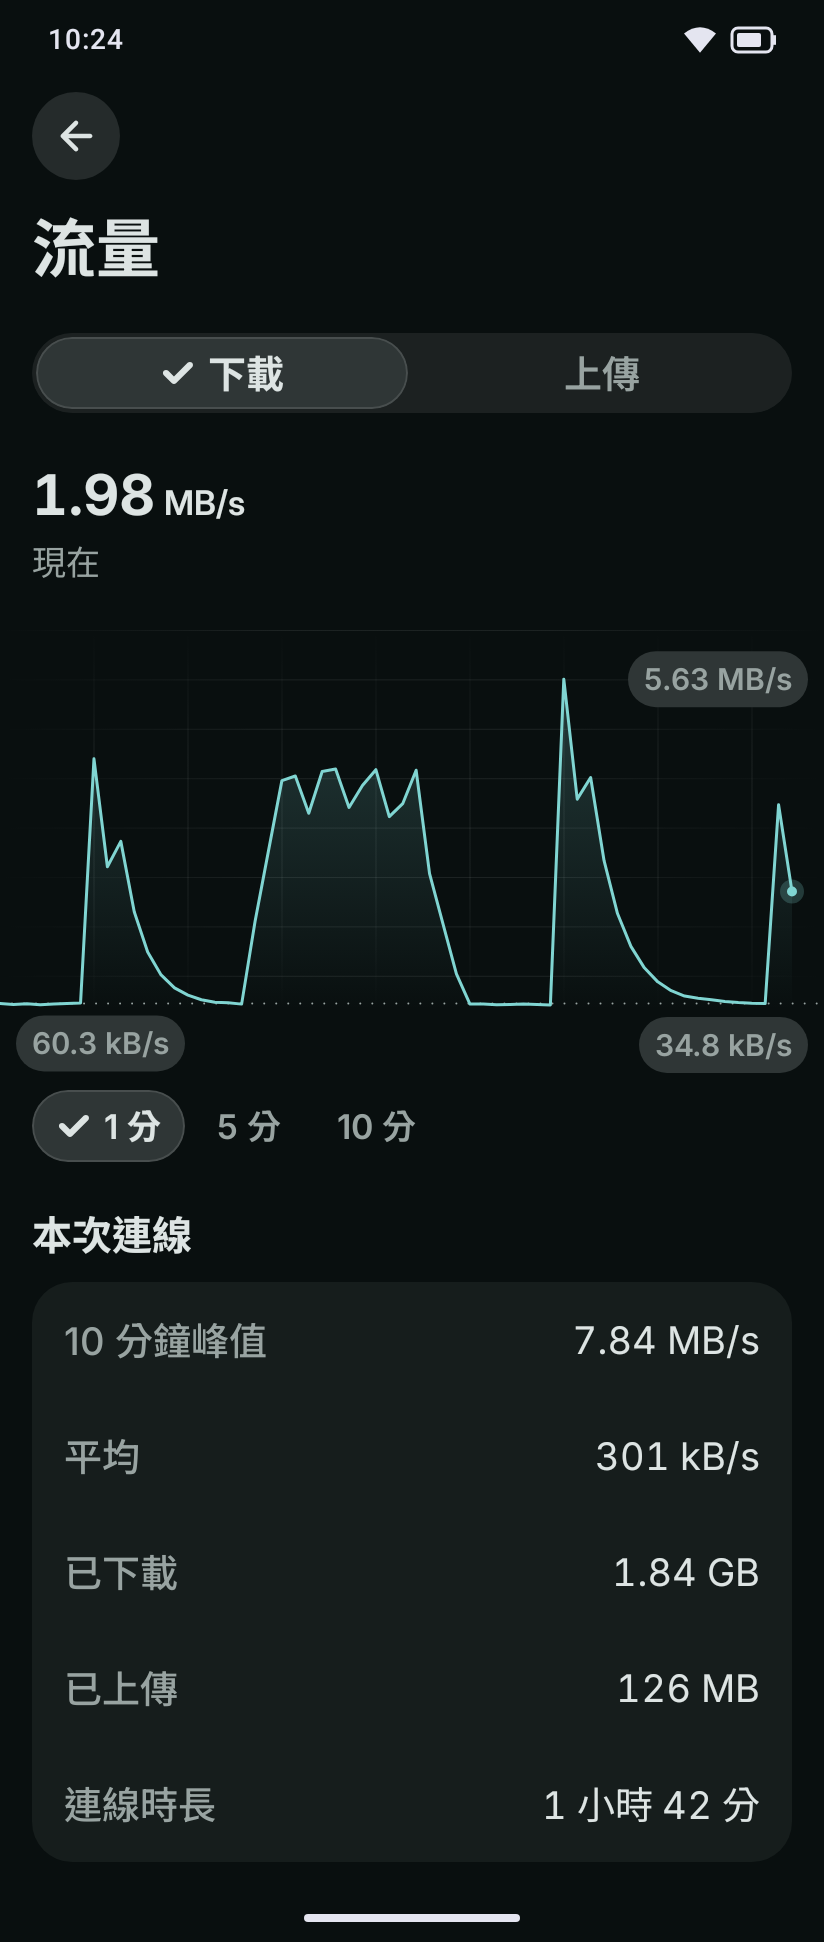 10:24
流量
下載
上傳
1.98 MB/s
現在
5.63 MB/s
60.3 kB/s
34.8 kB/s
1 分
5 分
10 分
本次連線
10 分鐘峰值
7.84 MB/s
平均
301 kB/s
已下載
1.84 GB
已上傳
126 MB
連線時長
1 小時 42 分